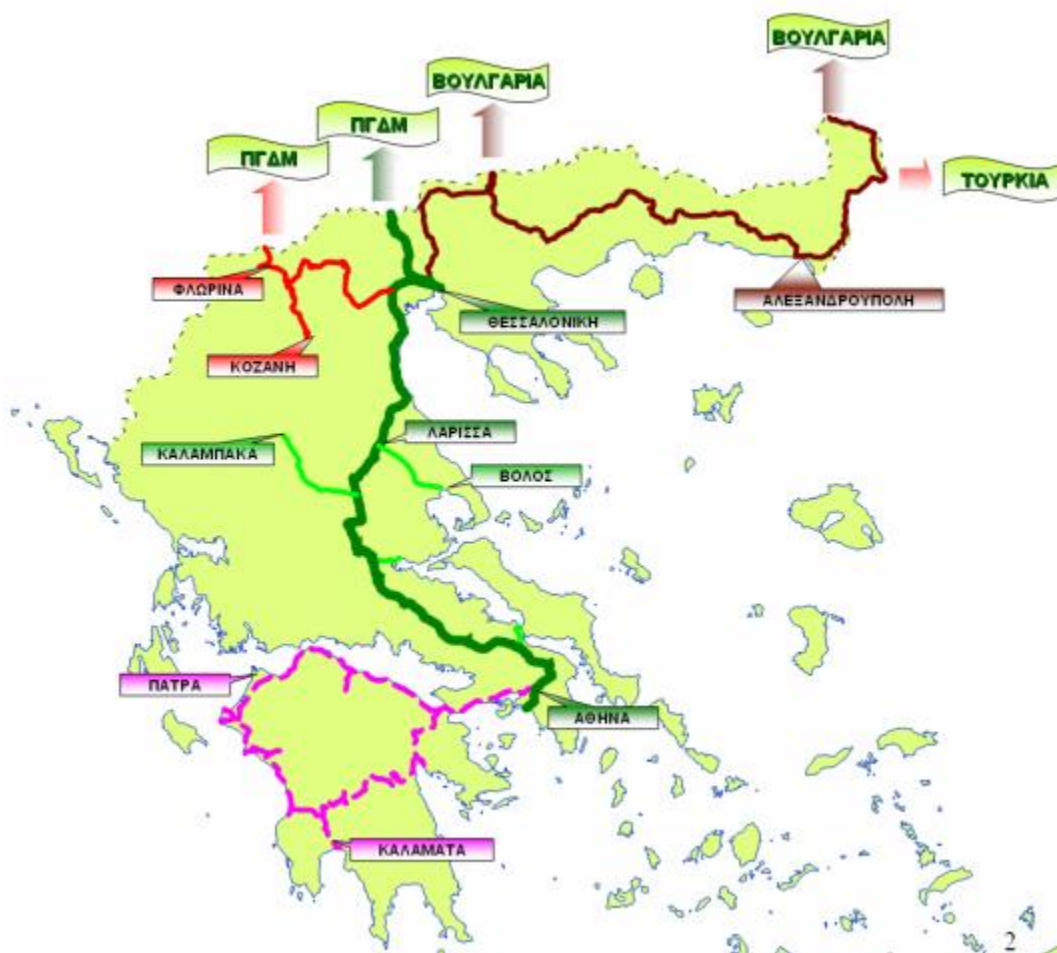 ΒΟΥΛΓΑΡΙΑ
ΒΟΥΛΓΑΡΙΑ
ΠΓΔΜ
ΠΓΔΜ
ΤΟΥΡΚΙΑ
ΦΛΩΡΙΝΑ
ΑΛΕΞΑΝΔΡΟΥΠΟΛΗ
ΘΕΣΣΑΛΟΝΙΚΗ
ΚΟΖΑΝΗ
ΛΑΡΙΣΣΑ
ΚΑΛΑΜΠΑΚΑ
ΒΟΛΟΣ
ΠΑΤΡΑ
ΑΘΗΝΑ
ΚΑΛΑΜΑΤΑ
2